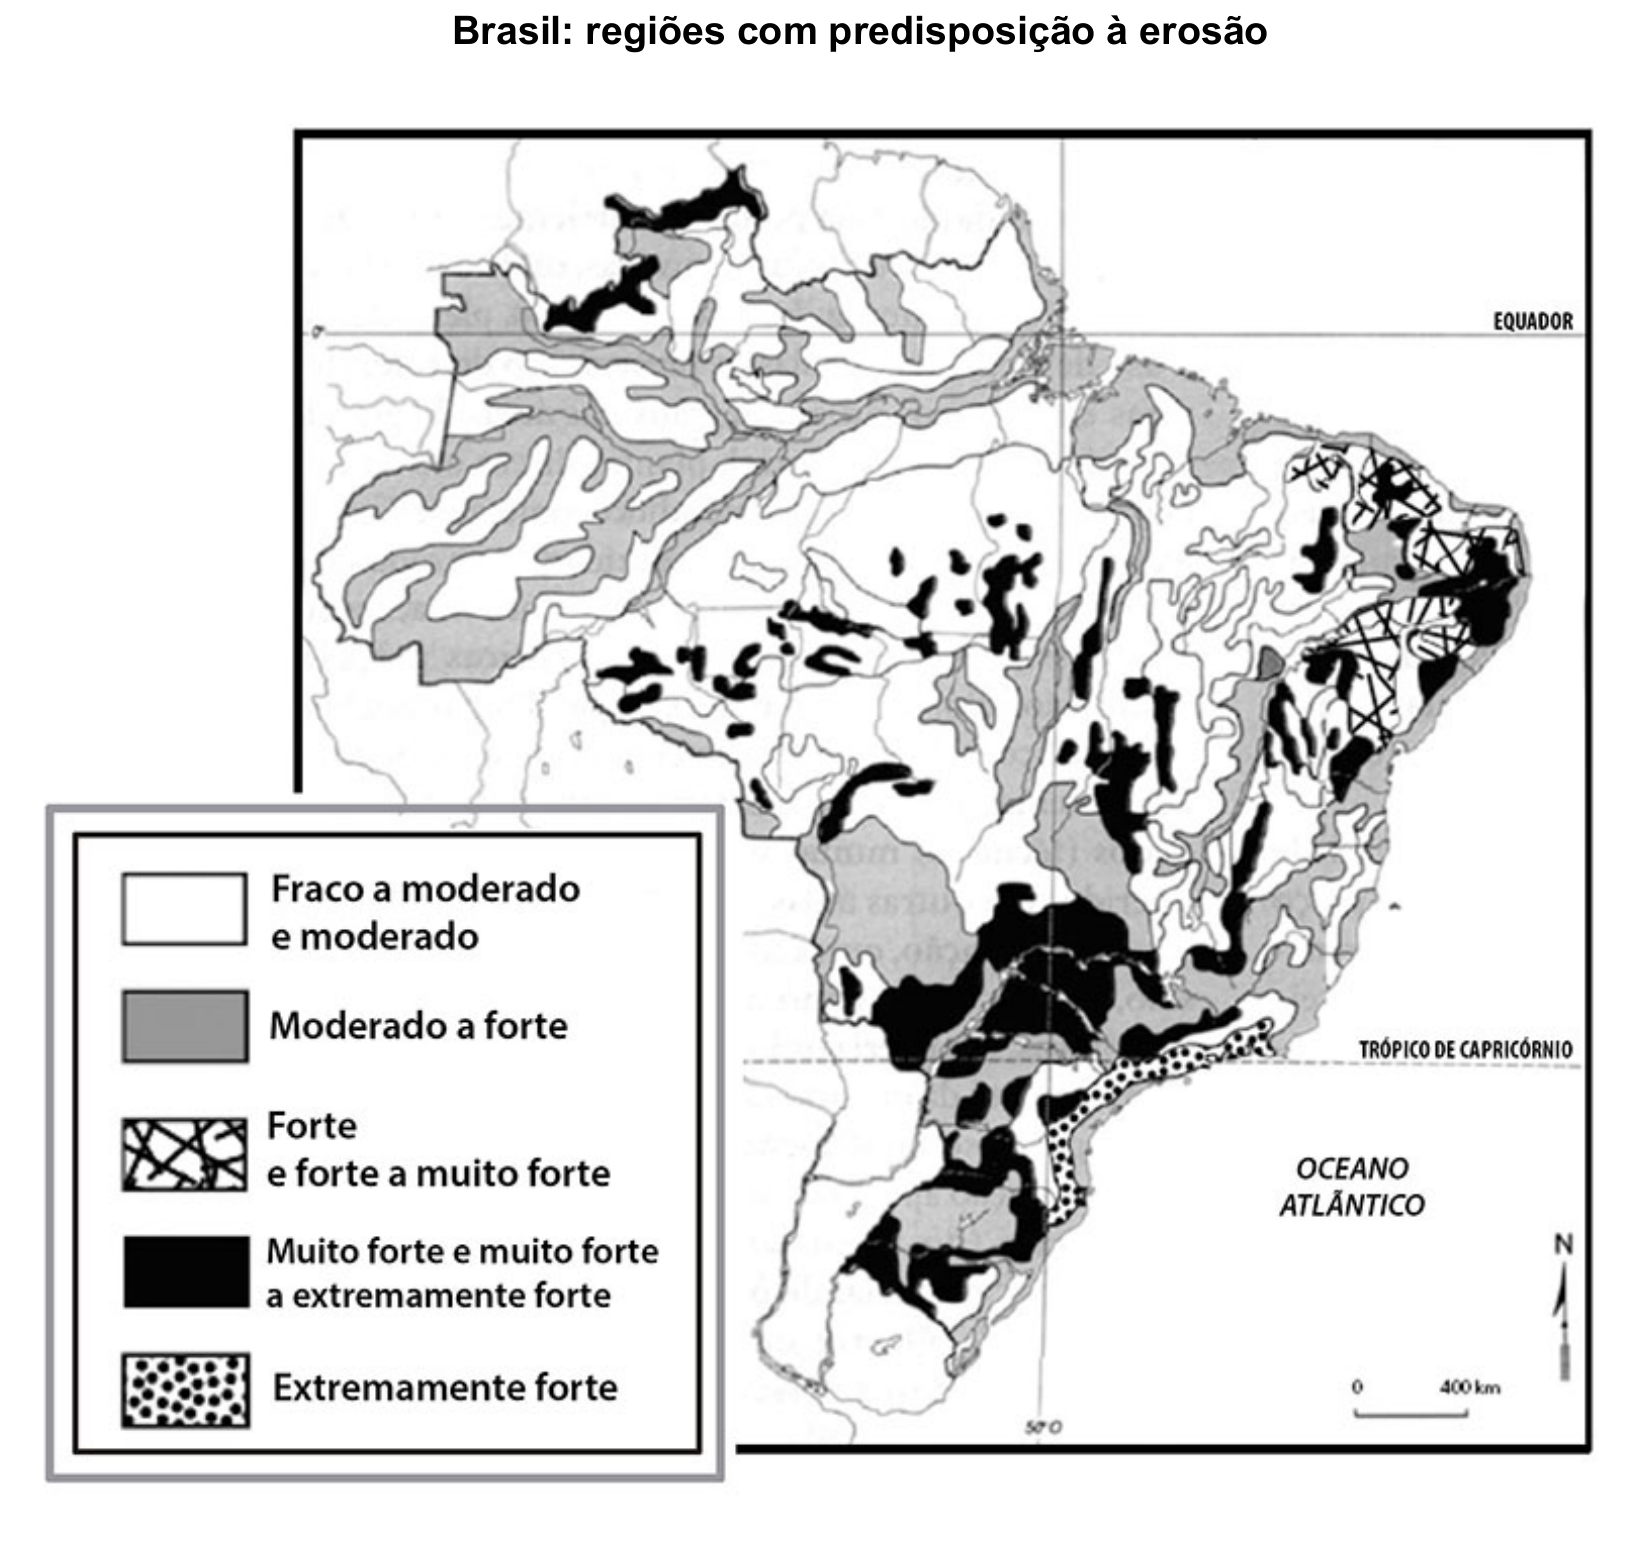 Brasil: regiões com predisposição à erosão
EQUADOR
0°
Fraco a moderado
e moderado
Moderado a forte
Forte
e forte a muito forte
Muito forte e muito forte
a extremamente forte
Extremamente forte
TRÓPICO DE CAPRICÓRNIO
OCEANO
ATLÂNTICO
N
0 400 km
50° O